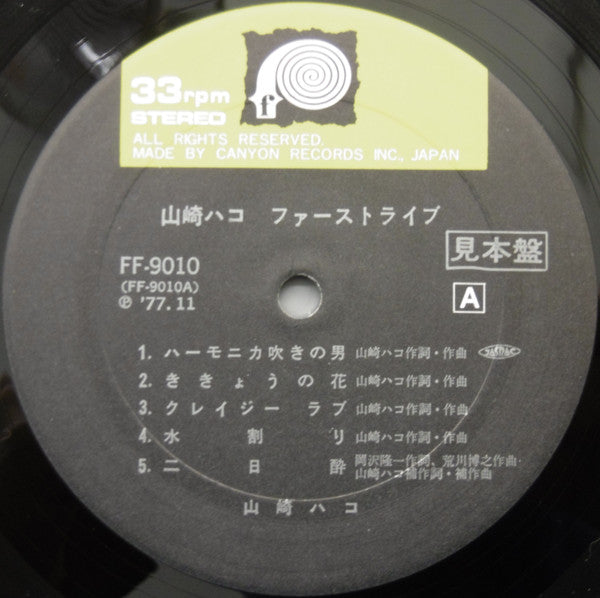 f
33rpm
STEREO
ALL RIGHTS RESERVED.
MADE BY CANYON RECORDS INC., JAPAN
山崎ハコ ファーストライブ
見本盤
FF-9010
(FF-9010A)
℗ '77.11
A
1. ハーモニカ吹きの男 山崎ハコ作詞・作曲 JASRAC
2. ききょうの花 山崎ハコ作詞・作曲
3. クレイジー ラブ 山崎ハコ作詞・作曲
4. 水割り 山崎ハコ作詞・作曲
5. 二日酔 岡沢隆一作詞、荒川博之作曲・
山崎ハコ補作詞・補作曲
山崎ハコ